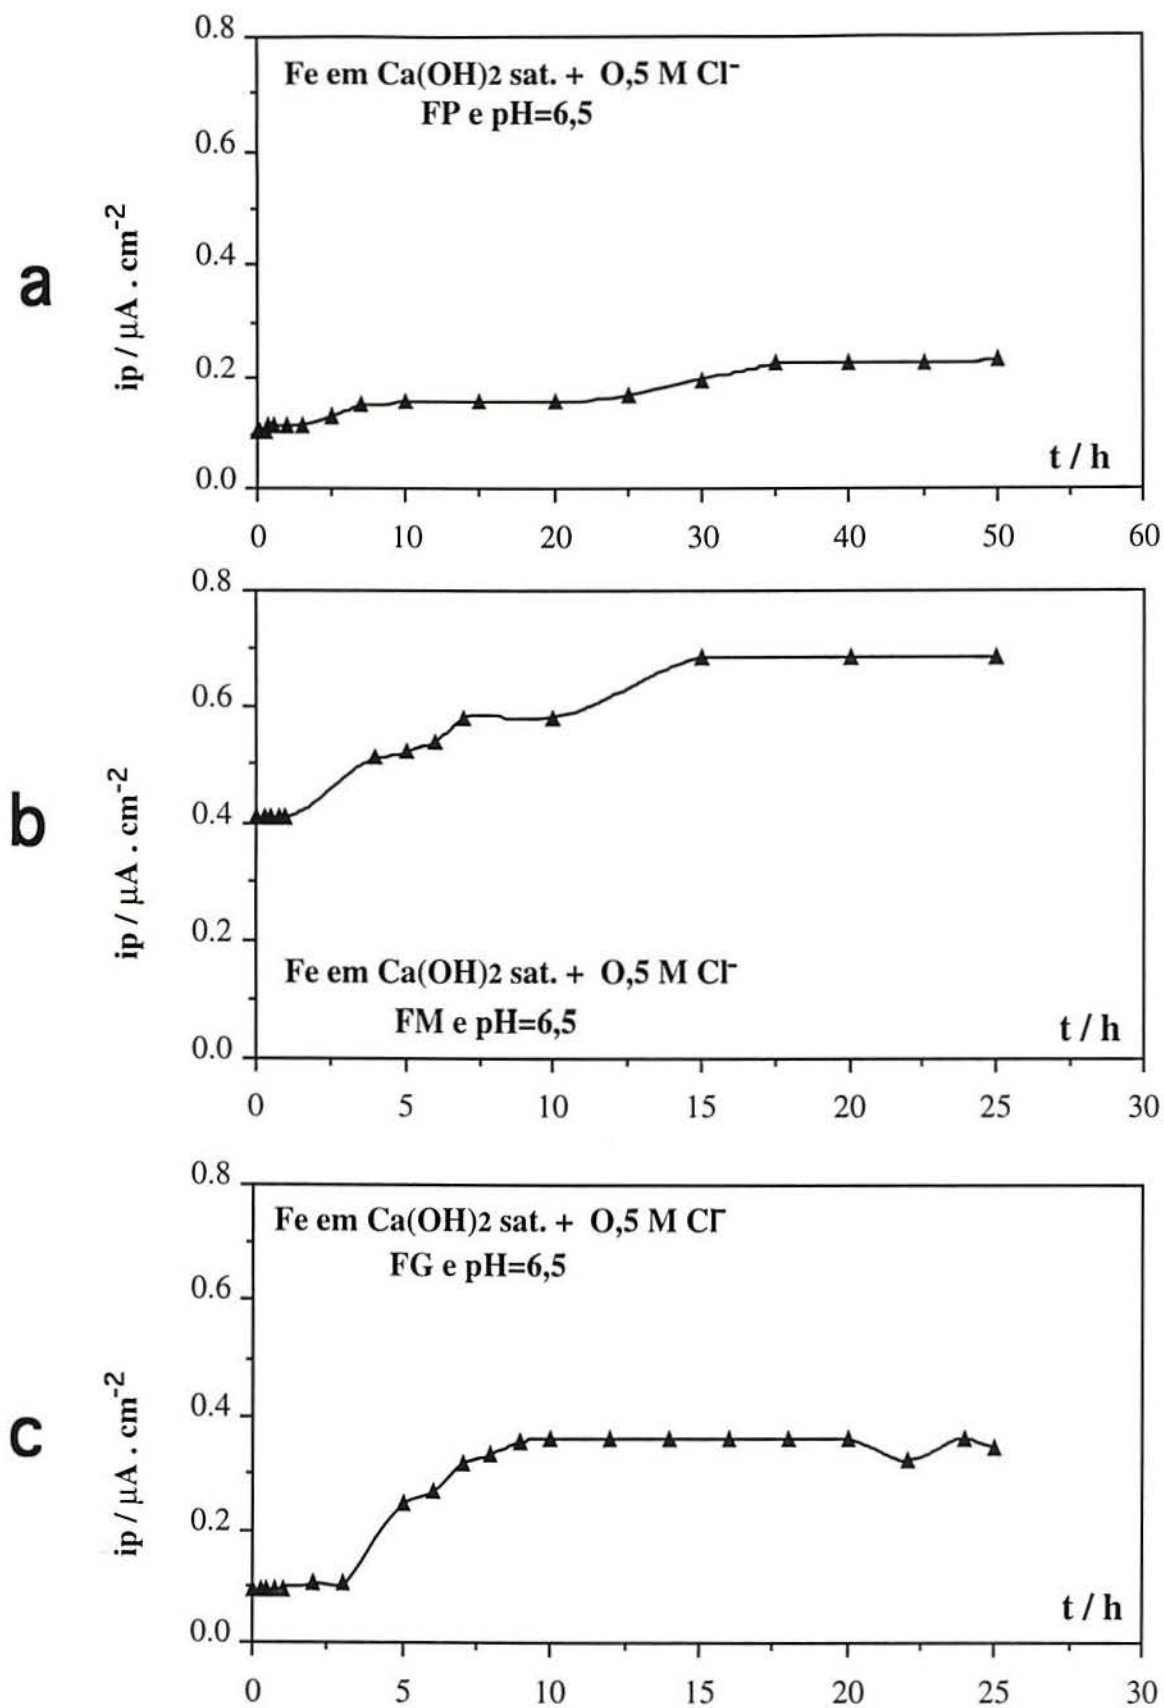 a
0.8
0.6
0.4
0.2
0.0
ip / µA . cm-2
Fe em Ca(OH)2 sat. + O,5 M Cl-
FP e pH=6,5
t / h
0 10 20 30 40 50 60
b
0.8
0.6
0.4
0.2
0.0
ip / µA . cm-2
Fe em Ca(OH)2 sat. + O,5 M Cl-
FM e pH=6,5
t / h
0 5 10 15 20 25 30
c
0.8
0.6
0.4
0.2
0.0
ip / µA . cm-2
Fe em Ca(OH)2 sat. + O,5 M Cl-
FG e pH=6,5
t / h
0 5 10 15 20 25 30